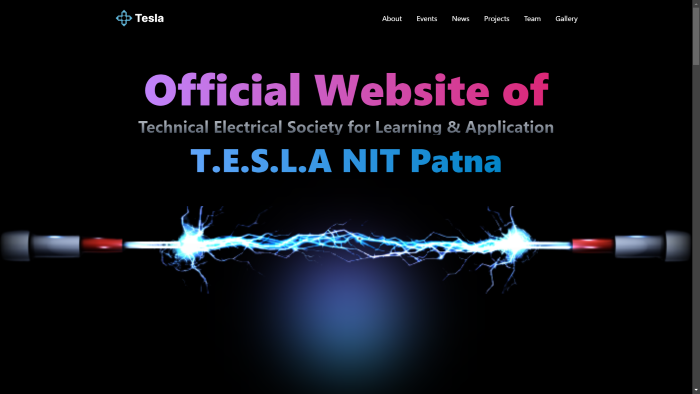 Tesla
About Events News Projects Team Gallery
Official Website of
Technical Electrical Society for Learning & Application
T.E.S.L.A NIT Patna